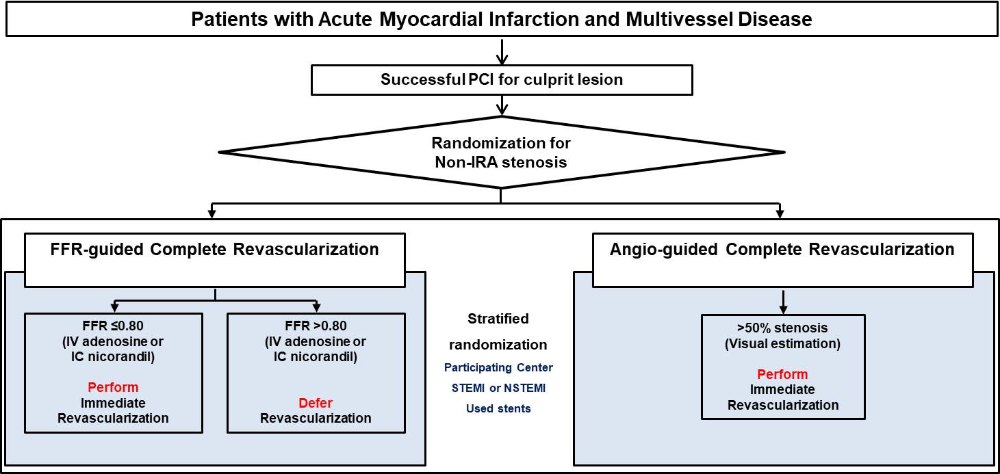 Patients with Acute Myocardial Infarction and Multivessel Disease
Successful PCI for culprit lesion
Randomization for
Non-IRA stenosis
FFR-guided Complete Revascularization
FFR ≤0.80
(IV adenosine or
IC nicorandil)
Perform
Immediate
Revascularization
FFR >0.80
(IV adenosine or
IC nicorandil)
Defer
Revascularization
Stratified
randomization
Participating Center
STEMI or NSTEMI
Used stents
Angio-guided Complete Revascularization
>50% stenosis
(Visual estimation)
Perform
Immediate
Revascularization